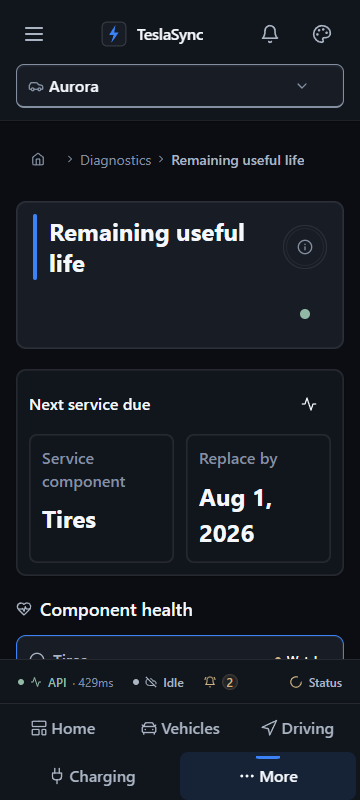 TeslaSync
Aurora
Diagnostics
Remaining useful life
Remaining useful
life
Next service due
Service
component
Tires
Replace by
Aug 1,
2026
Component health
Tires
API · 429ms
Idle
2
Status
Home
Vehicles
Driving
Charging
More